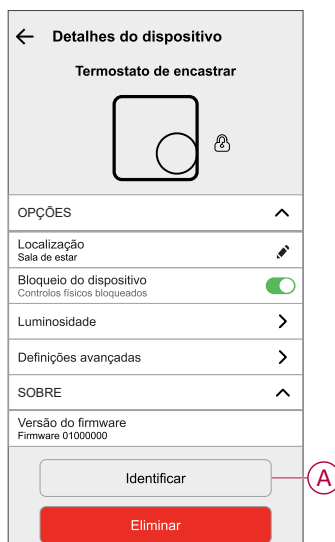 Detalhes do dispositivo
Termostato de encastrar
OPÇÕES
Localização
Sala de estar
Bloqueio do dispositivo
Controlos físicos bloqueados
Luminosidade
Definições avançadas
SOBRE
Versão do firmware
Firmware 01000000
Identificar
A
Eliminar